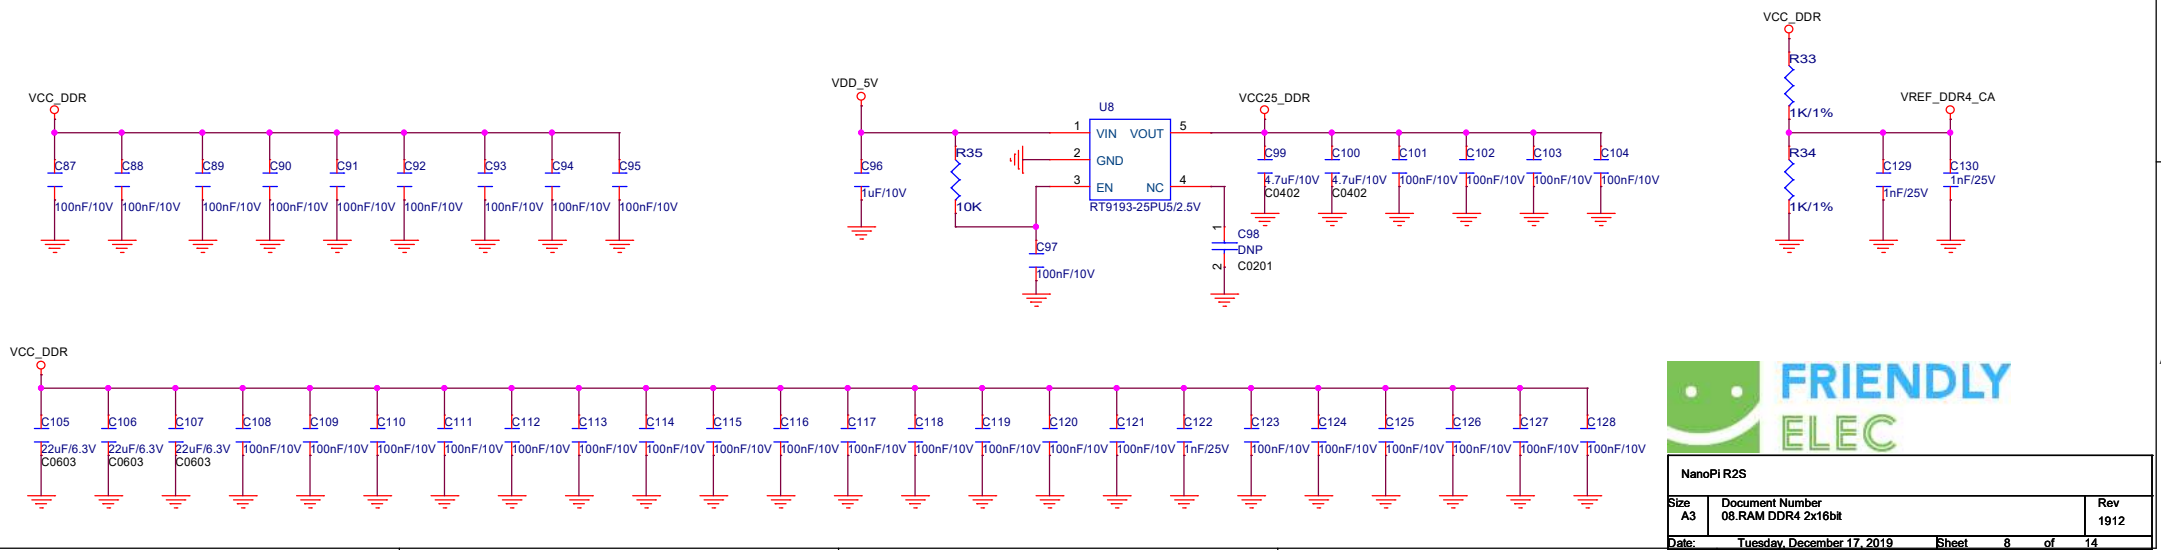 VCC_DDR
C87
100nF/10V
C88
100nF/10V
C89
100nF/10V
C90
100nF/10V
C91
100nF/10V
C92
100nF/10V
C93
100nF/10V
C94
100nF/10V
C95
100nF/10V
VDD_5V
C96
1uF/10V
R35
10K
C97
100nF/10V
U8
1
VIN
VOUT
5
2
GND
3
EN
NC
4
RT9193-25PU5/2.5V
1
C98
DNP
2
C0201
VCC25_DDR
C99
4.7uF/10V
C0402
C100
4.7uF/10V
C0402
C101
100nF/10V
C102
100nF/10V
C103
100nF/10V
C104
100nF/10V
VCC_DDR
R33
1K/1%
R34
1K/1%
VREF_DDR4_CA
C129
1nF/25V
C130
1nF/25V
VCC_DDR
C105
22uF/6.3V
C0603
C106
22uF/6.3V
C0603
C107
22uF/6.3V
C0603
C108
100nF/10V
C109
100nF/10V
C110
100nF/10V
C111
100nF/10V
C112
100nF/10V
C113
100nF/10V
C114
100nF/10V
C115
100nF/10V
C116
100nF/10V
C117
100nF/10V
C118
100nF/10V
C119
100nF/10V
C120
100nF/10V
C121
100nF/10V
C122
1nF/25V
C123
100nF/10V
C124
100nF/10V
C125
100nF/10V
C126
100nF/10V
C127
100nF/10V
C128
100nF/10V
FRIENDLY
ELEC
NanoPi R2S
Size
A3
Document Number
08.RAM DDR4 2x16bit
Rev
1912
Date: Tuesday, December 17, 2019 Sheet 8 of 14